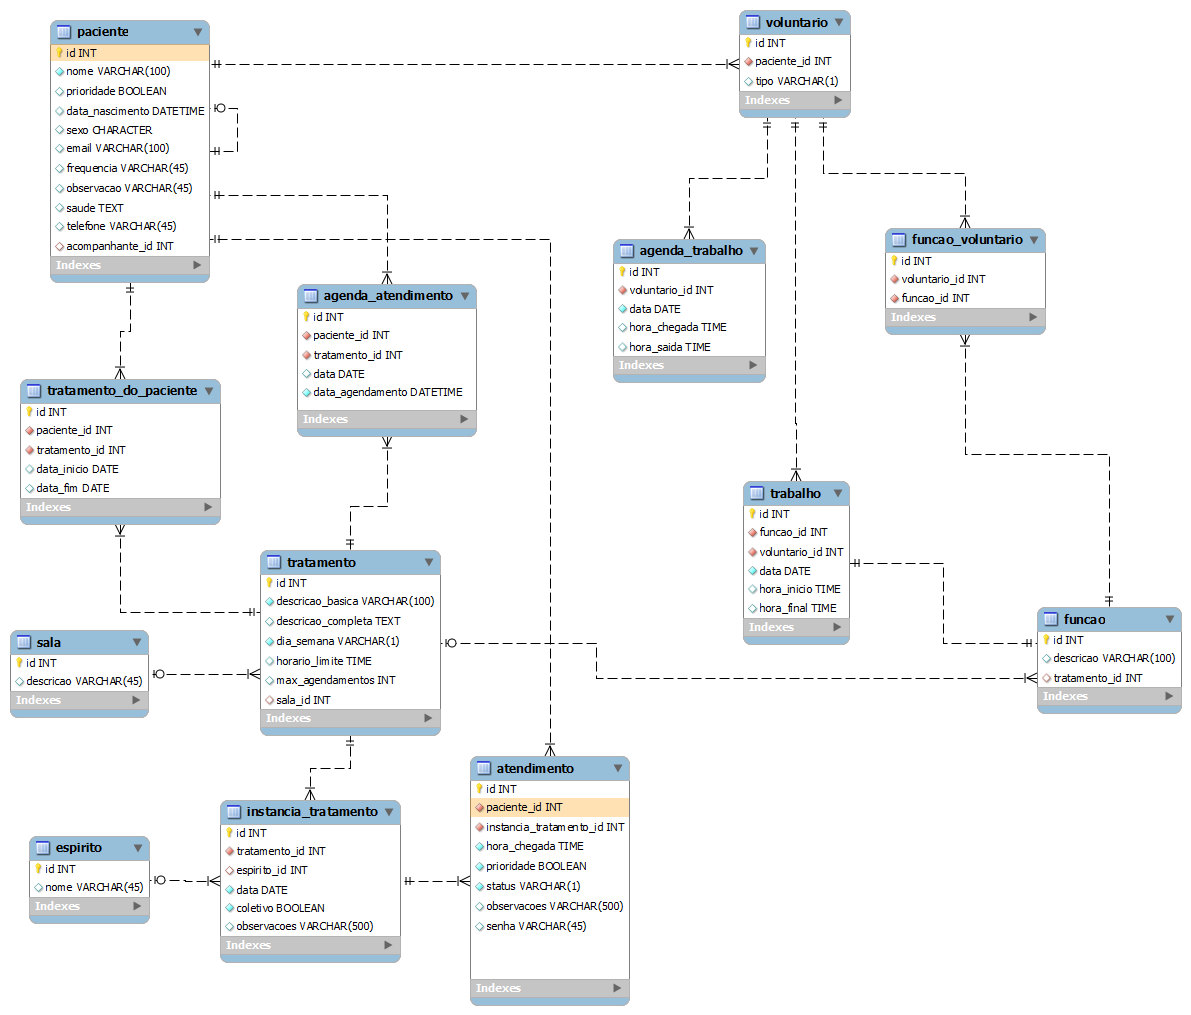 paciente
id INT
nome VARCHAR(100)
prioridade BOOLEAN
data_nascimento DATETIME
sexo CHARACTER
email VARCHAR(100)
frequencia VARCHAR(45)
observacao VARCHAR(45)
saude TEXT
telefone VARCHAR(45)
acompanhante_id INT
Indexes
voluntario
id INT
paciente_id INT
tipo VARCHAR(1)
Indexes
agenda_trabalho
id INT
voluntario_id INT
data DATE
hora_chegada TIME
hora_saida TIME
Indexes
funcao_voluntario
id INT
voluntario_id INT
funcao_id INT
Indexes
agenda_atendimento
id INT
paciente_id INT
tratamento_id INT
data DATE
data_agendamento DATETIME
Indexes
tratamento_do_paciente
id INT
paciente_id INT
tratamento_id INT
data_inicio DATE
data_fim DATE
Indexes
trabalho
id INT
funcao_id INT
voluntario_id INT
data DATE
hora_inicio TIME
hora_final TIME
Indexes
tratamento
id INT
descricao_basica VARCHAR(100)
descricao_completa TEXT
dia_semana VARCHAR(1)
horario_limite TIME
max_agendamentos INT
sala_id INT
Indexes
sala
id INT
descricao VARCHAR(45)
Indexes
funcao
id INT
descricao VARCHAR(100)
tratamento_id INT
Indexes
atendimento
id INT
paciente_id INT
instancia_tratamento_id INT
hora_chegada TIME
prioridade BOOLEAN
status VARCHAR(1)
observacoes VARCHAR(500)
senha VARCHAR(45)
Indexes
instancia_tratamento
id INT
tratamento_id INT
espirito_id INT
data DATE
coletivo BOOLEAN
observacoes VARCHAR(500)
Indexes
espirito
id INT
nome VARCHAR(45)
Indexes